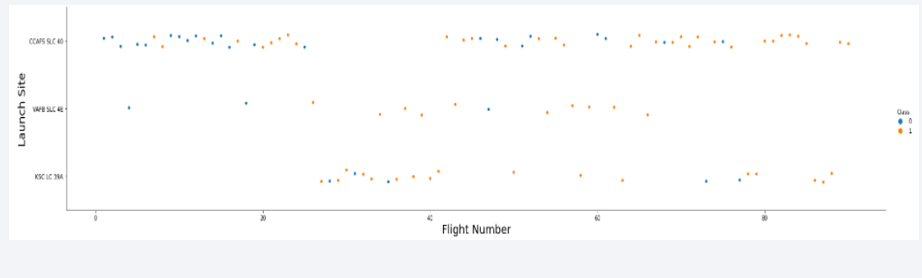 Launch Site
CCAFS SLC 40
VAFB SLC 4E
KSC LC 39A
0 20 40 60 80
Flight Number
Class
0
1